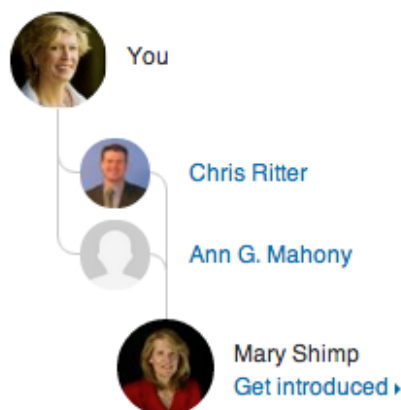 You
Chris Ritter
Ann G. Mahony
Mary Shimp
Get introduced ▸